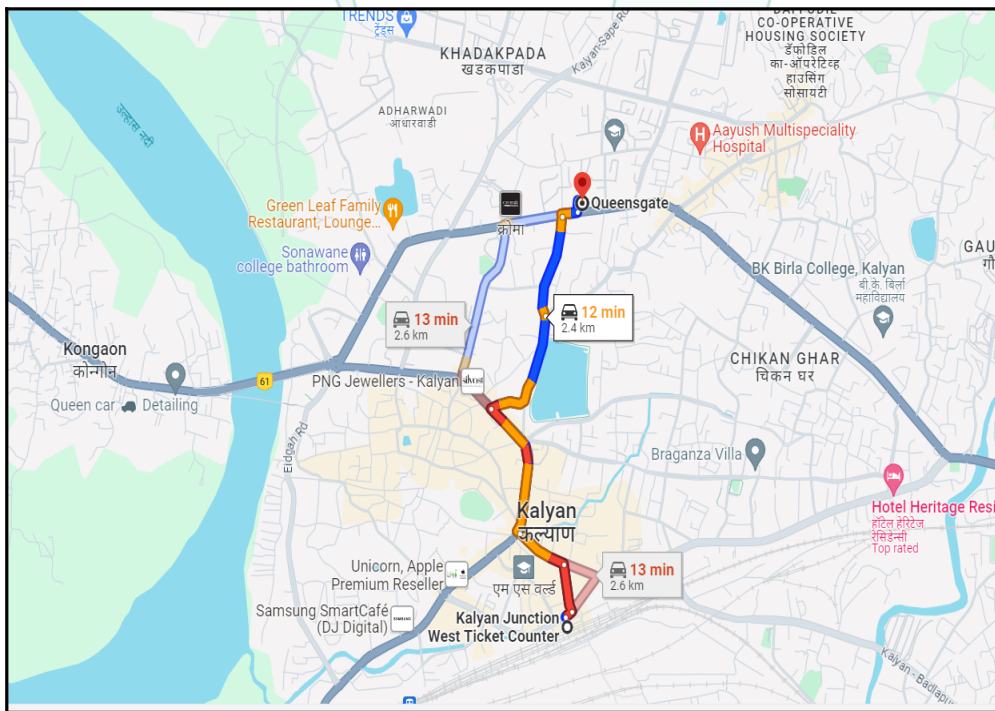 TRENDS
ट्रेंड्स
KHADAKPADA
खडकपाडा
Kalyan-Sape Rd
DAFFODIL
CO-OPERATIVE
HOUSING SOCIETY
डॅफोडिल
का-ऑपरेटिव्ह
हाउसिंग
सोसायटी
उल्हास नदी
ADHARWADI
आधारवाडी
Aayush Multispeciality
Hospital
Green Leaf Family
Restaurant, Lounge...
Queensgate
क्रीमा
Sonawane
college bathroom
GAU
गौ
BK Birla College, Kalyan
बी.के. बिर्ला
महाविद्यालय
13 min
2.6 km
12 min
2.4 km
Kongaon
कोन्गोन
CHIKAN GHAR
चिकन घर
61
PNG Jewellers - Kalyan
Queen car
Detailing
Eidgah Rd
Braganza Villa
Kalyan
कल्याण
Hotel Heritage Resi
हॉटेल हेरिटेज
रेसिडेन्सी
Top rated
Unicorn, Apple
Premium Reseller
एम एस वर्ल्ड
13 min
2.6 km
Samsung SmartCafé
(DJ Digital)
SAMSUNG
Kalyan Junction
West Ticket Counter
Kalyan - Badlapu